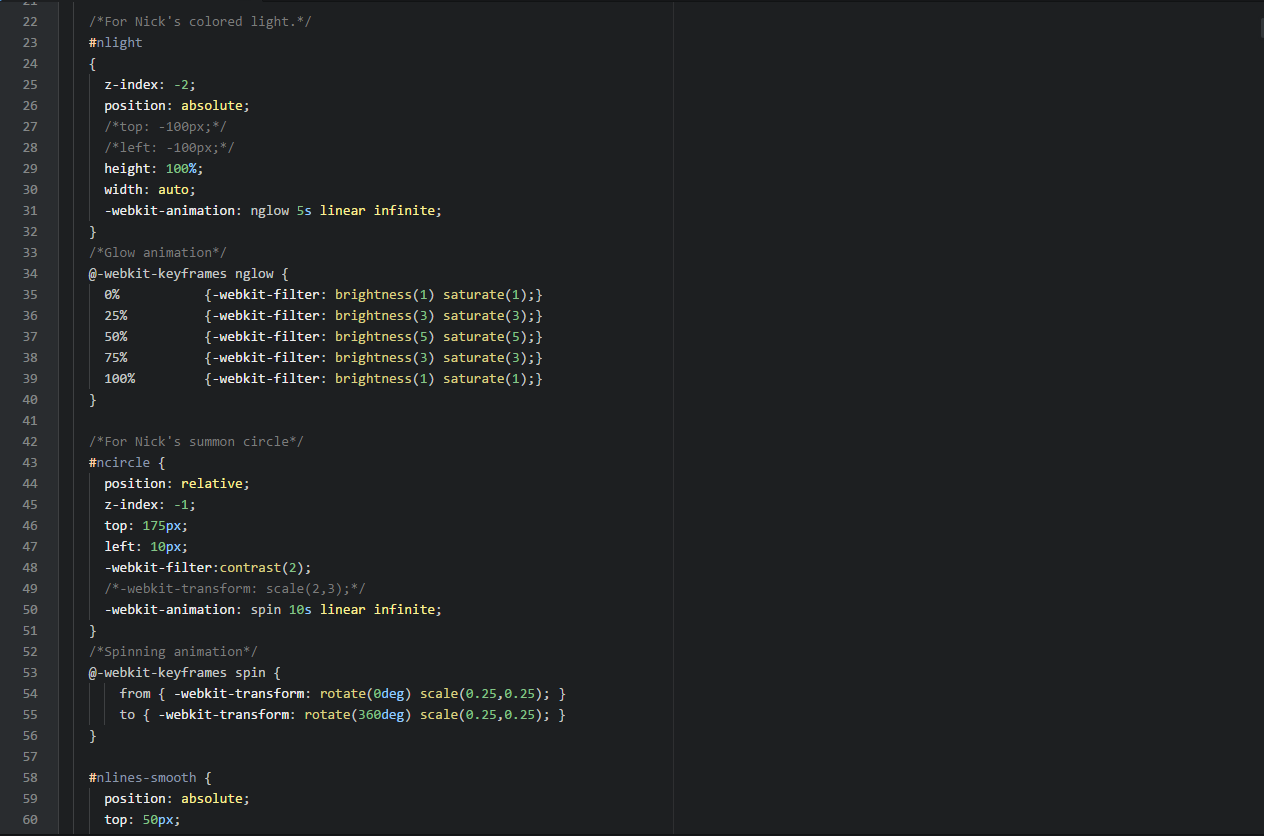 21
22 /*For Nick's colored light.*/
23 #nlight
24 {
25 z-index: -2;
26 position: absolute;
27 /*top: -100px;*/
28 /*left: -100px;*/
29 height: 100%;
30 width: auto;
31 -webkit-animation: nglow 5s linear infinite;
32 }
33 /*Glow animation*/
34 @-webkit-keyframes nglow {
35 0% {-webkit-filter: brightness(1) saturate(1);}
36 25% {-webkit-filter: brightness(3) saturate(3);}
37 50% {-webkit-filter: brightness(5) saturate(5);}
38 75% {-webkit-filter: brightness(3) saturate(3);}
39 100% {-webkit-filter: brightness(1) saturate(1);}
40 }
41
42 /*For Nick's summon circle*/
43 #ncircle {
44 position: relative;
45 z-index: -1;
46 top: 175px;
47 left: 10px;
48 -webkit-filter:contrast(2);
49 /*-webkit-transform: scale(2,3);*/
50 -webkit-animation: spin 10s linear infinite;
51 }
52 /*Spinning animation*/
53 @-webkit-keyframes spin {
54 from { -webkit-transform: rotate(0deg) scale(0.25,0.25); }
55 to { -webkit-transform: rotate(360deg) scale(0.25,0.25); }
56 }
57
58 #nlines-smooth {
59 position: absolute;
60 top: 50px;